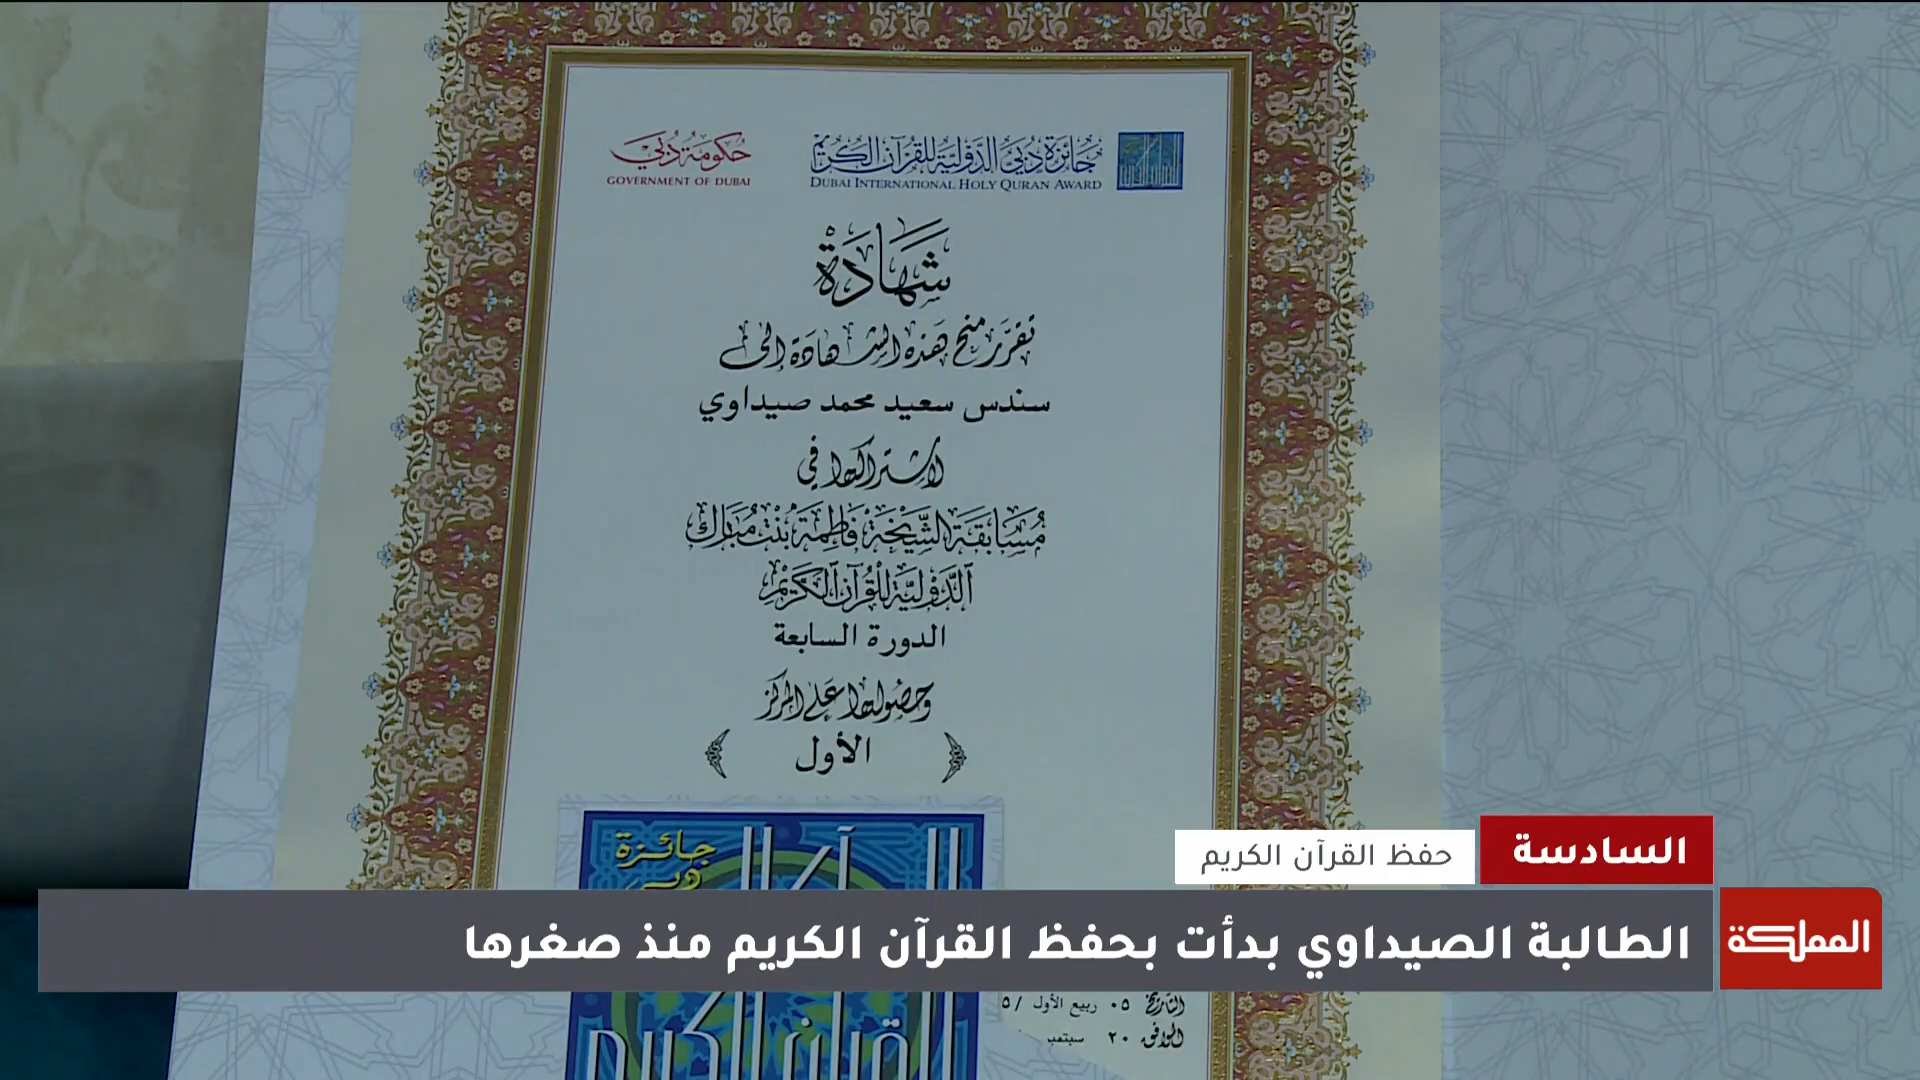 حكومة دبي
GOVERNMENT OF DUBAI
جائزة دبي الدولية للقرآن الكريم
DUBAI INTERNATIONAL HOLY QURAN AWARD
شهادة
تقرر منح هذه الشهادة إلى
سندس سعيد محمد صيداوي
لاشتراكها في
مسابقة الشيخة فاطمة بنت مبارك
الدولية للقرآن الكريم
الدورة السابعة
وحصولها على المركز
الأول
جائزة
السادسة
حفظ القرآن الكريم
الطالبة الصيداوي بدأت بحفظ القرآن الكريم منذ صغرها
المملكة
التاريخ ٠٥ ربيع الأول
الموافق ٢٠ سبتمبر
القرآن الكريم